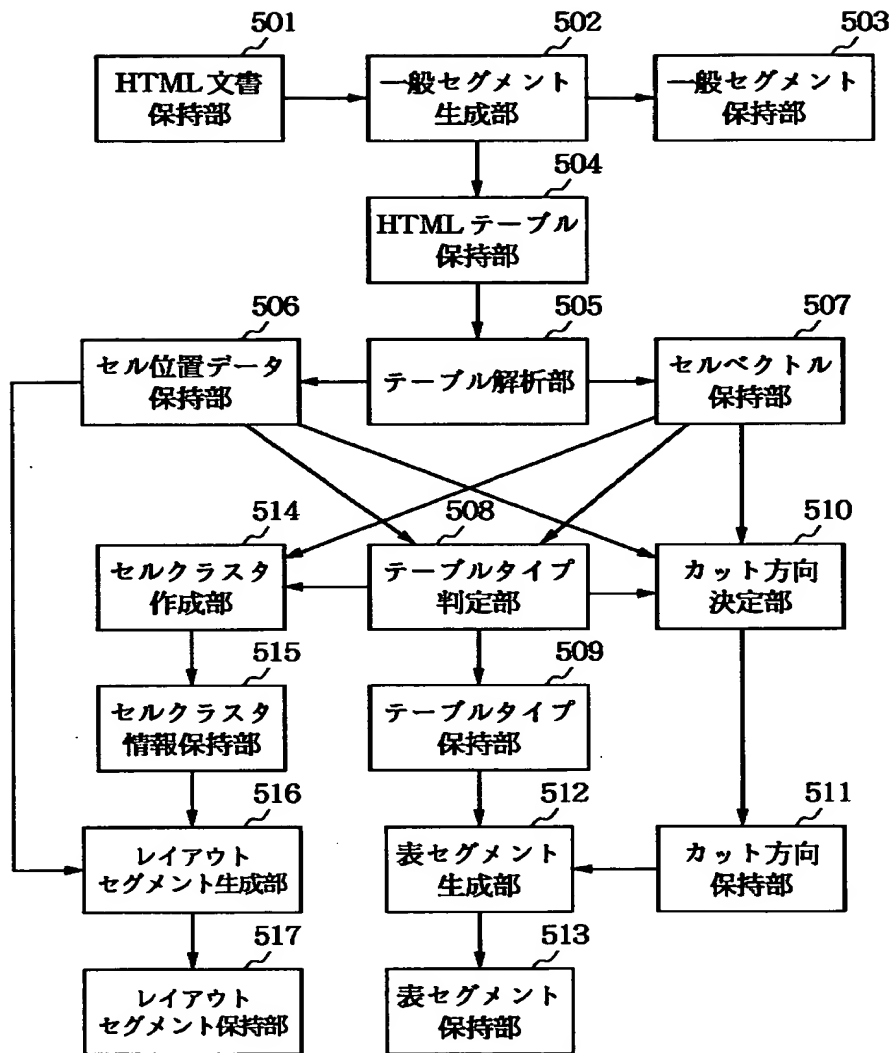 501
HTML文書
保持部
502
一般セグメント
生成部
503
一般セグメント
保持部
504
HTMLテーブル
保持部
506
セル位置データ
保持部
505
テーブル解析部
507
セルベクトル
保持部
514
セルクラスタ
作成部
508
テーブルタイプ
判定部
510
カット方向
決定部
515
セルクラスタ
情報保持部
509
テーブルタイプ
保持部
516
レイアウト
セグメント生成部
512
表セグメント
生成部
511
カット方向
保持部
517
レイアウト
セグメント保持部
513
表セグメント
保持部